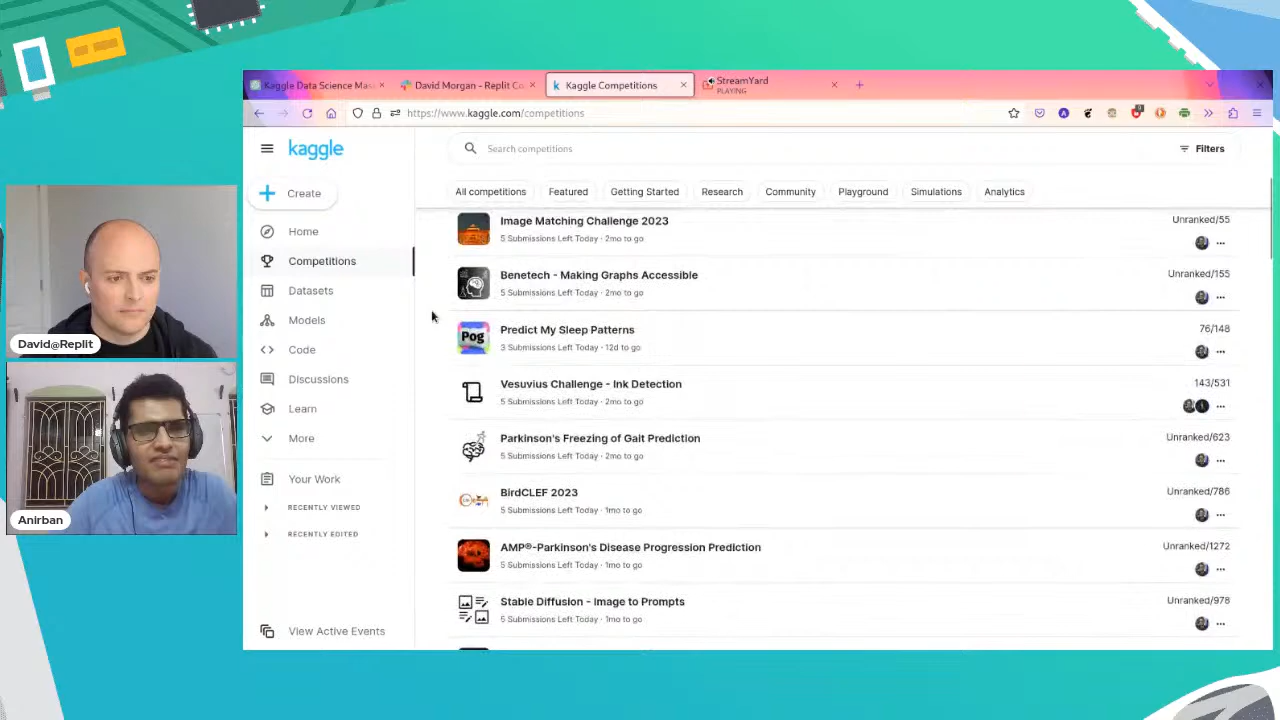 Kaggle Data Science Mas
David Morgan - Replit Co
Kaggle Competitions
StreamYard
PLAYING
https://www.kaggle.com/competitions
kaggle
Search competitions
Filters
Create
All competitions
Featured
Getting Started
Research
Community
Playground
Simulations
Analytics
Home
Competitions
Datasets
Models
Code
Discussions
Learn
More
Your Work
RECENTLY VIEWED
RECENTLY EDITED
View Active Events
Image Matching Challenge 2023
Unranked/55
5 Submissions Left Today · 2mo to go
Benetech - Making Graphs Accessible
Unranked/155
5 Submissions Left Today · 2mo to go
Pog
Predict My Sleep Patterns
76/148
3 Submissions Left Today · 12d to go
Vesuvius Challenge - Ink Detection
143/531
5 Submissions Left Today · 2mo to go
Parkinson's Freezing of Gait Prediction
Unranked/623
5 Submissions Left Today · 2mo to go
BirdCLEF 2023
Unranked/786
5 Submissions Left Today · 1mo to go
AMP®-Parkinson's Disease Progression Prediction
Unranked/1272
5 Submissions Left Today · 1mo to go
Stable Diffusion - Image to Prompts
Unranked/978
5 Submissions Left Today · 1mo to go
David@Replit
Anirban